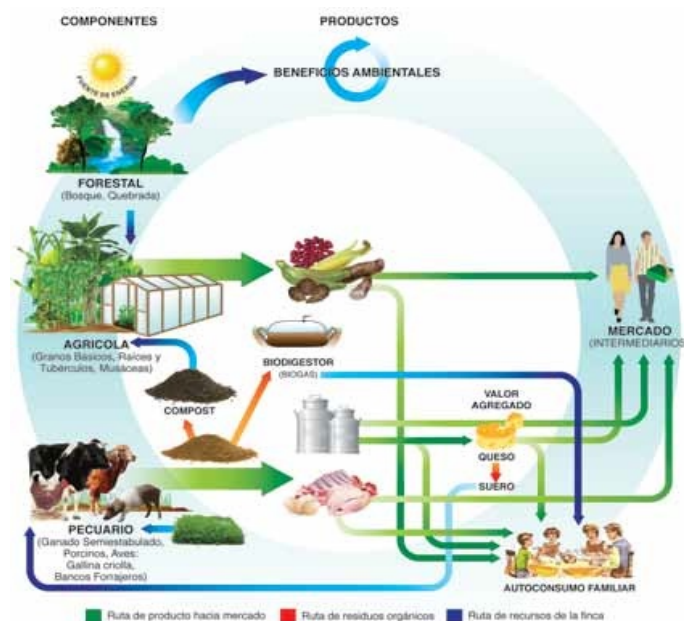 COMPONENTES
PRODUCTOS
FUENTE DE ENERGÍA
BENEFICIOS AMBIENTALES
FORESTAL
(Bosque, Quebrada)
AGRICOLA
(Granos Básicos, Raíces y
Tubérculos, Musáceas)
BIODIGESTOR
(BIOGAS)
MERCADO
(INTERMEDIARIOS)
COMPOST
VALOR
AGREGADO
QUESO
SUERO
PECUARIO
(Ganado Semiestabulado,
Porcinos, Aves:
Gallina criolla,
Bancos Forrajeros)
AUTOCONSUMO FAMILIAR
Ruta de producto hacia mercado
Ruta de residuos orgánicos
Ruta de recursos de la finca